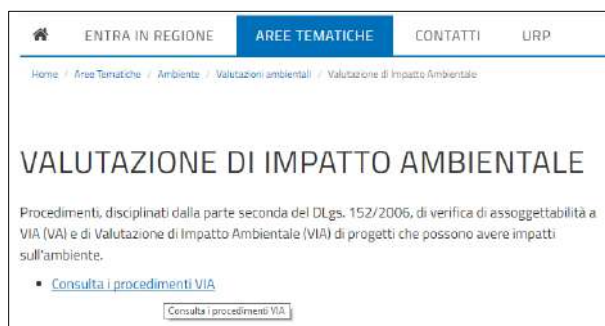 ENTRA IN REGIONE AREE TEMATICHE CONTATTI URP
Home / Aree Tematiche / Ambiente / Valutazioni ambientali / Valutazione di Impatto Ambientale
VALUTAZIONE DI IMPATTO AMBIENTALE
Procedimenti, disciplinati dalla parte seconda del DLgs. 152/2006, di verifica di assoggettabilità a
VIA (VA) e di Valutazione di Impatto Ambientale (VIA) di progetti che possono avere impatti
sull'ambiente.
Consulta i procedimenti VIA
Consulta i procedimenti VIA